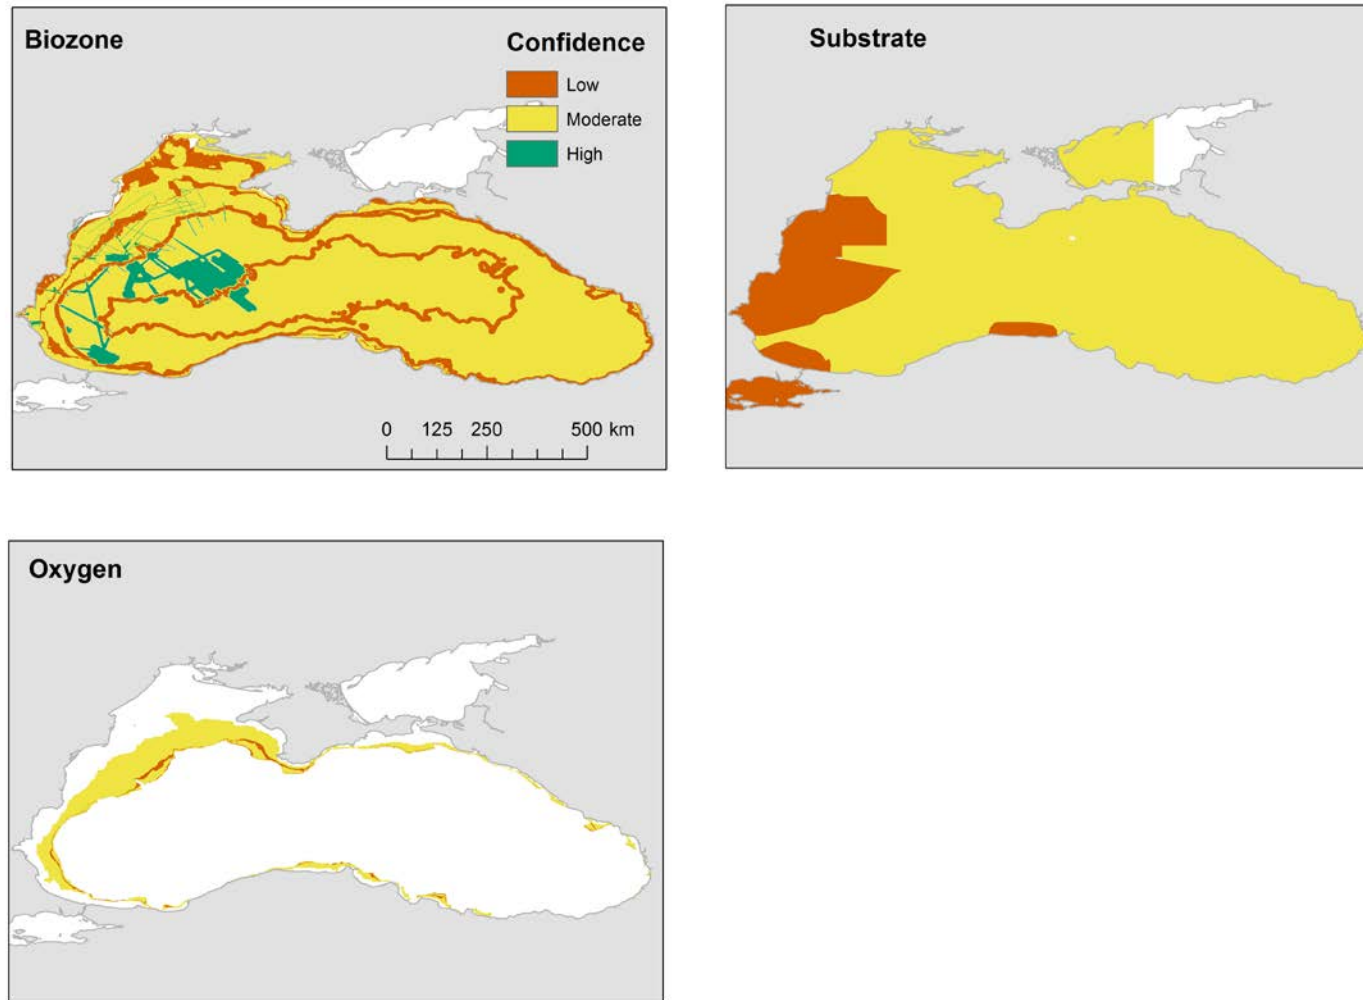 Biozone
Confidence
Low
Moderate
High
0 125 250 500 km
Substrate
Oxygen